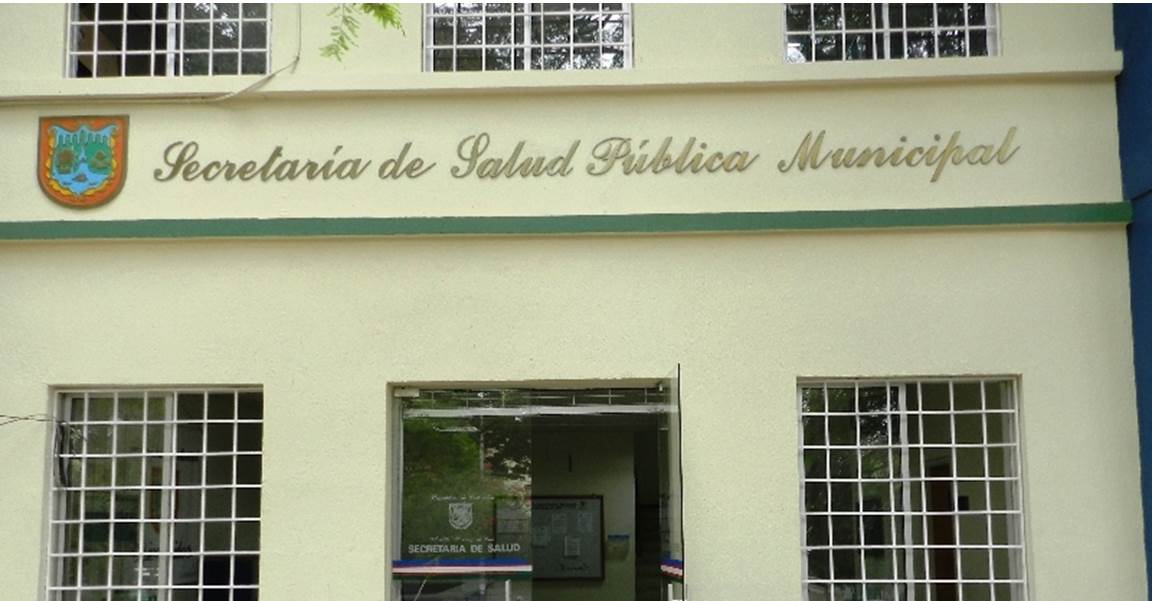 Secretaría de Salud Pública Municipal
SECRETARIA DE SALUD